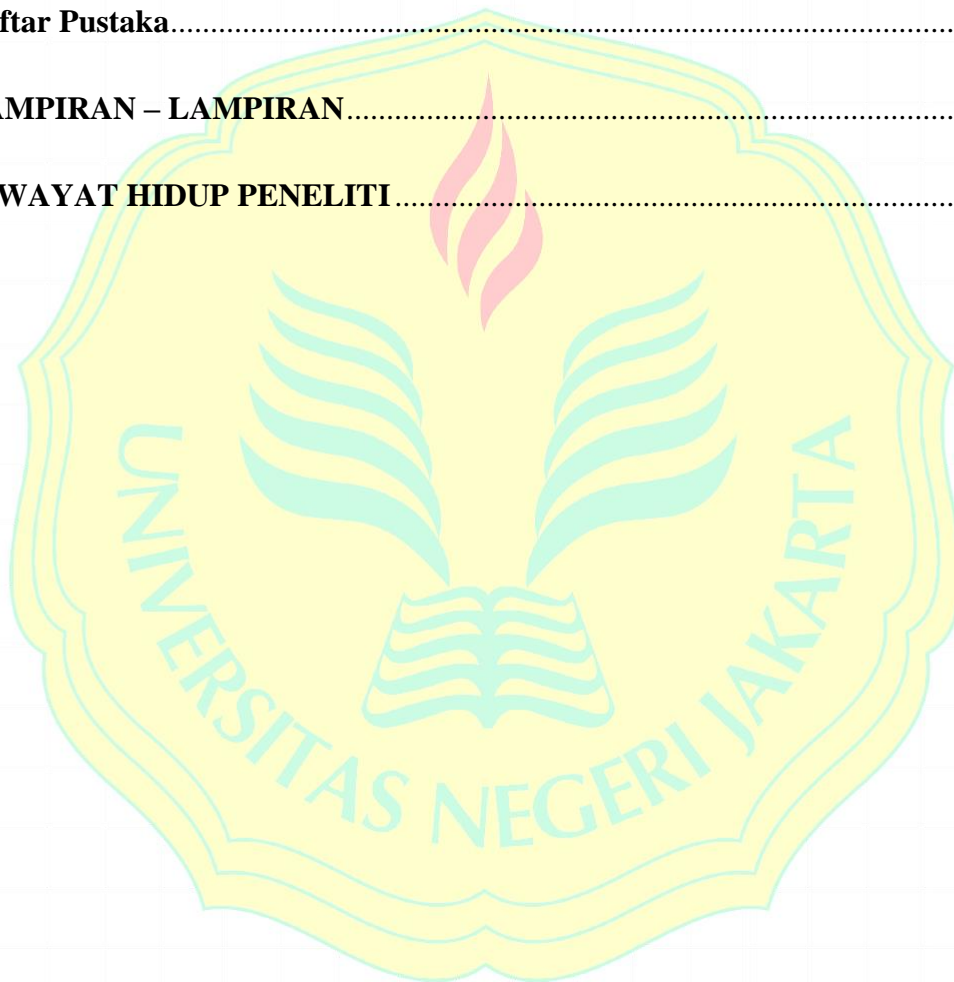 ftar Pustaka....................................................................................................
AMPIRAN – LAMPIRAN............................................................................
WAYAT HIDUP PENELITI.......................................................................
UNIVERSITAS NEGERI JAKARTA